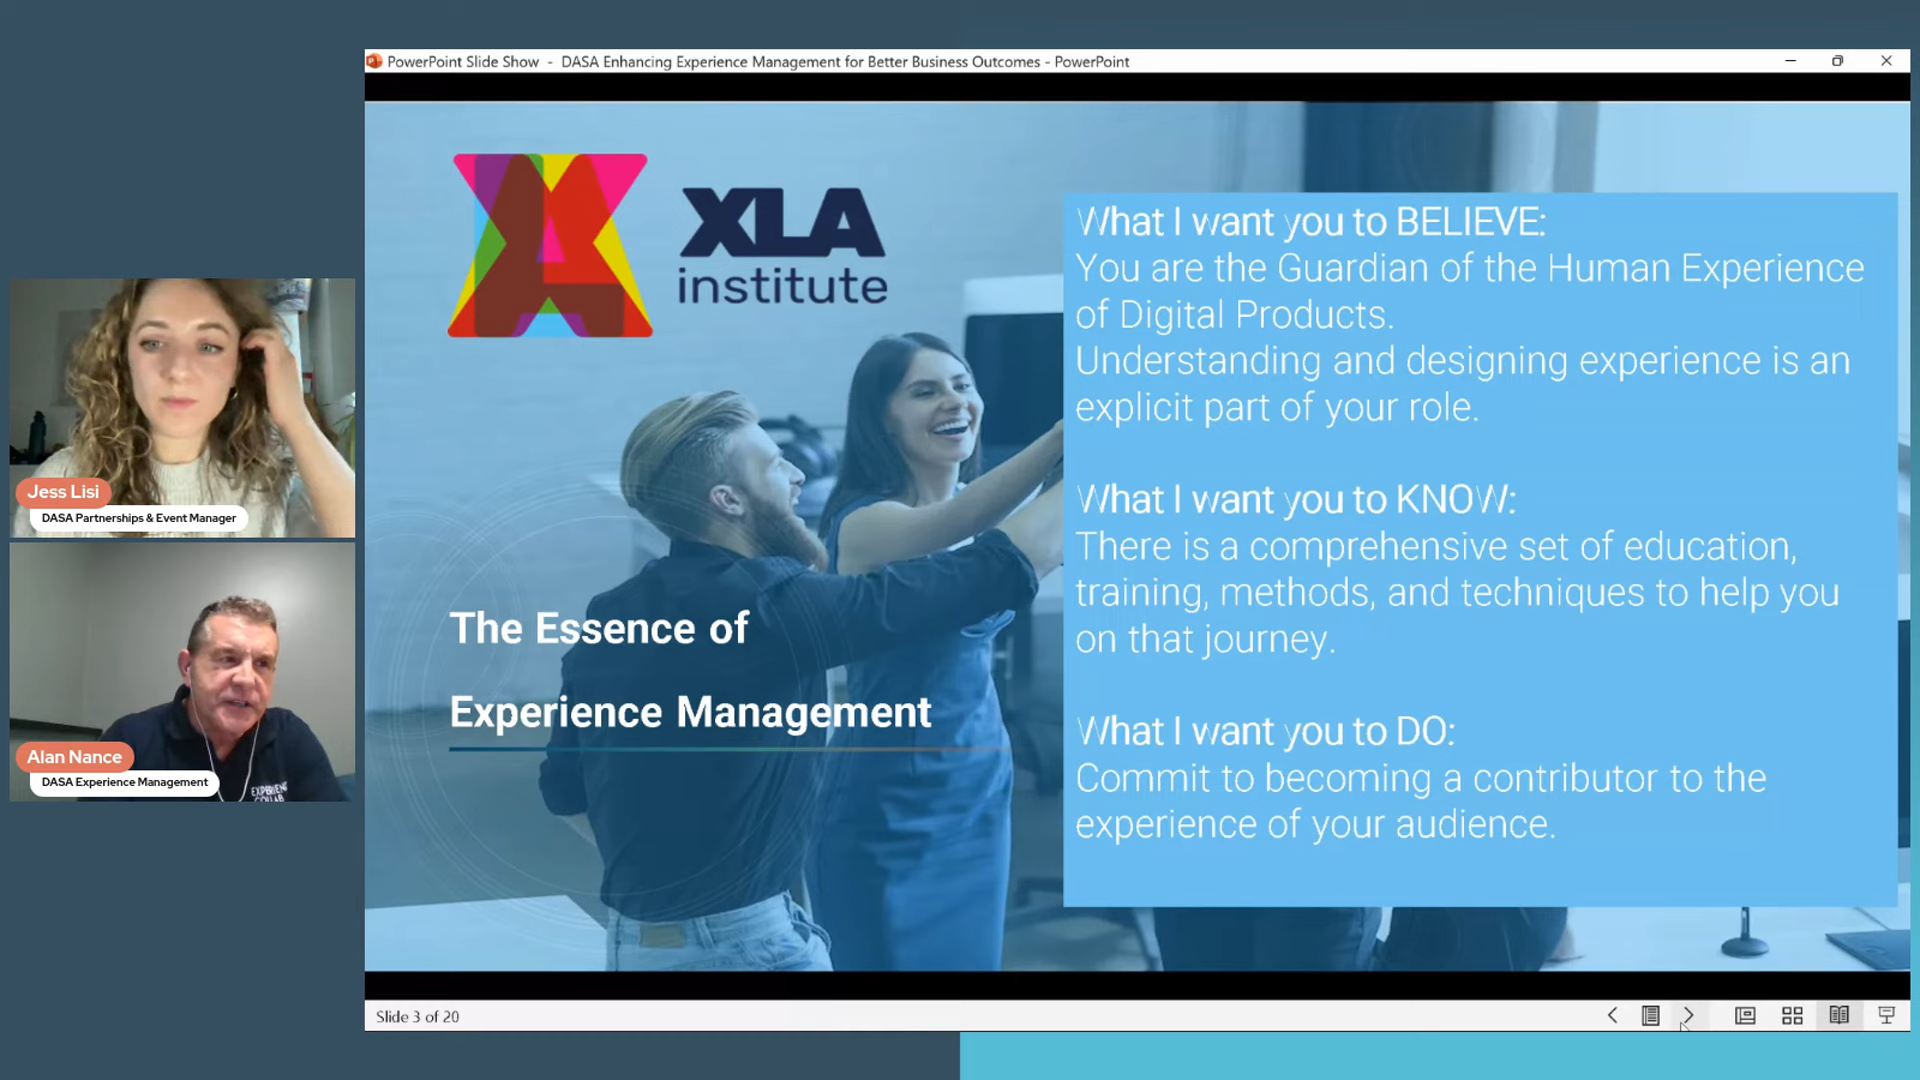 PowerPoint Slide Show - DASA Enhancing Experience Management for Better Business Outcomes - PowerPoint
XLA
institute
The Essence of
Experience Management
What I want you to BELIEVE:
You are the Guardian of the Human Experience
of Digital Products.
Understanding and designing experience is an
explicit part of your role.
What I want you to KNOW:
There is a comprehensive set of education,
training, methods, and techniques to help you
on that journey.
What I want you to DO:
Commit to becoming a contributor to the
experience of your audience.
Jess Lisi
DASA Partnerships & Event Manager
Alan Nance
DASA Experience Management
Slide 3 of 20